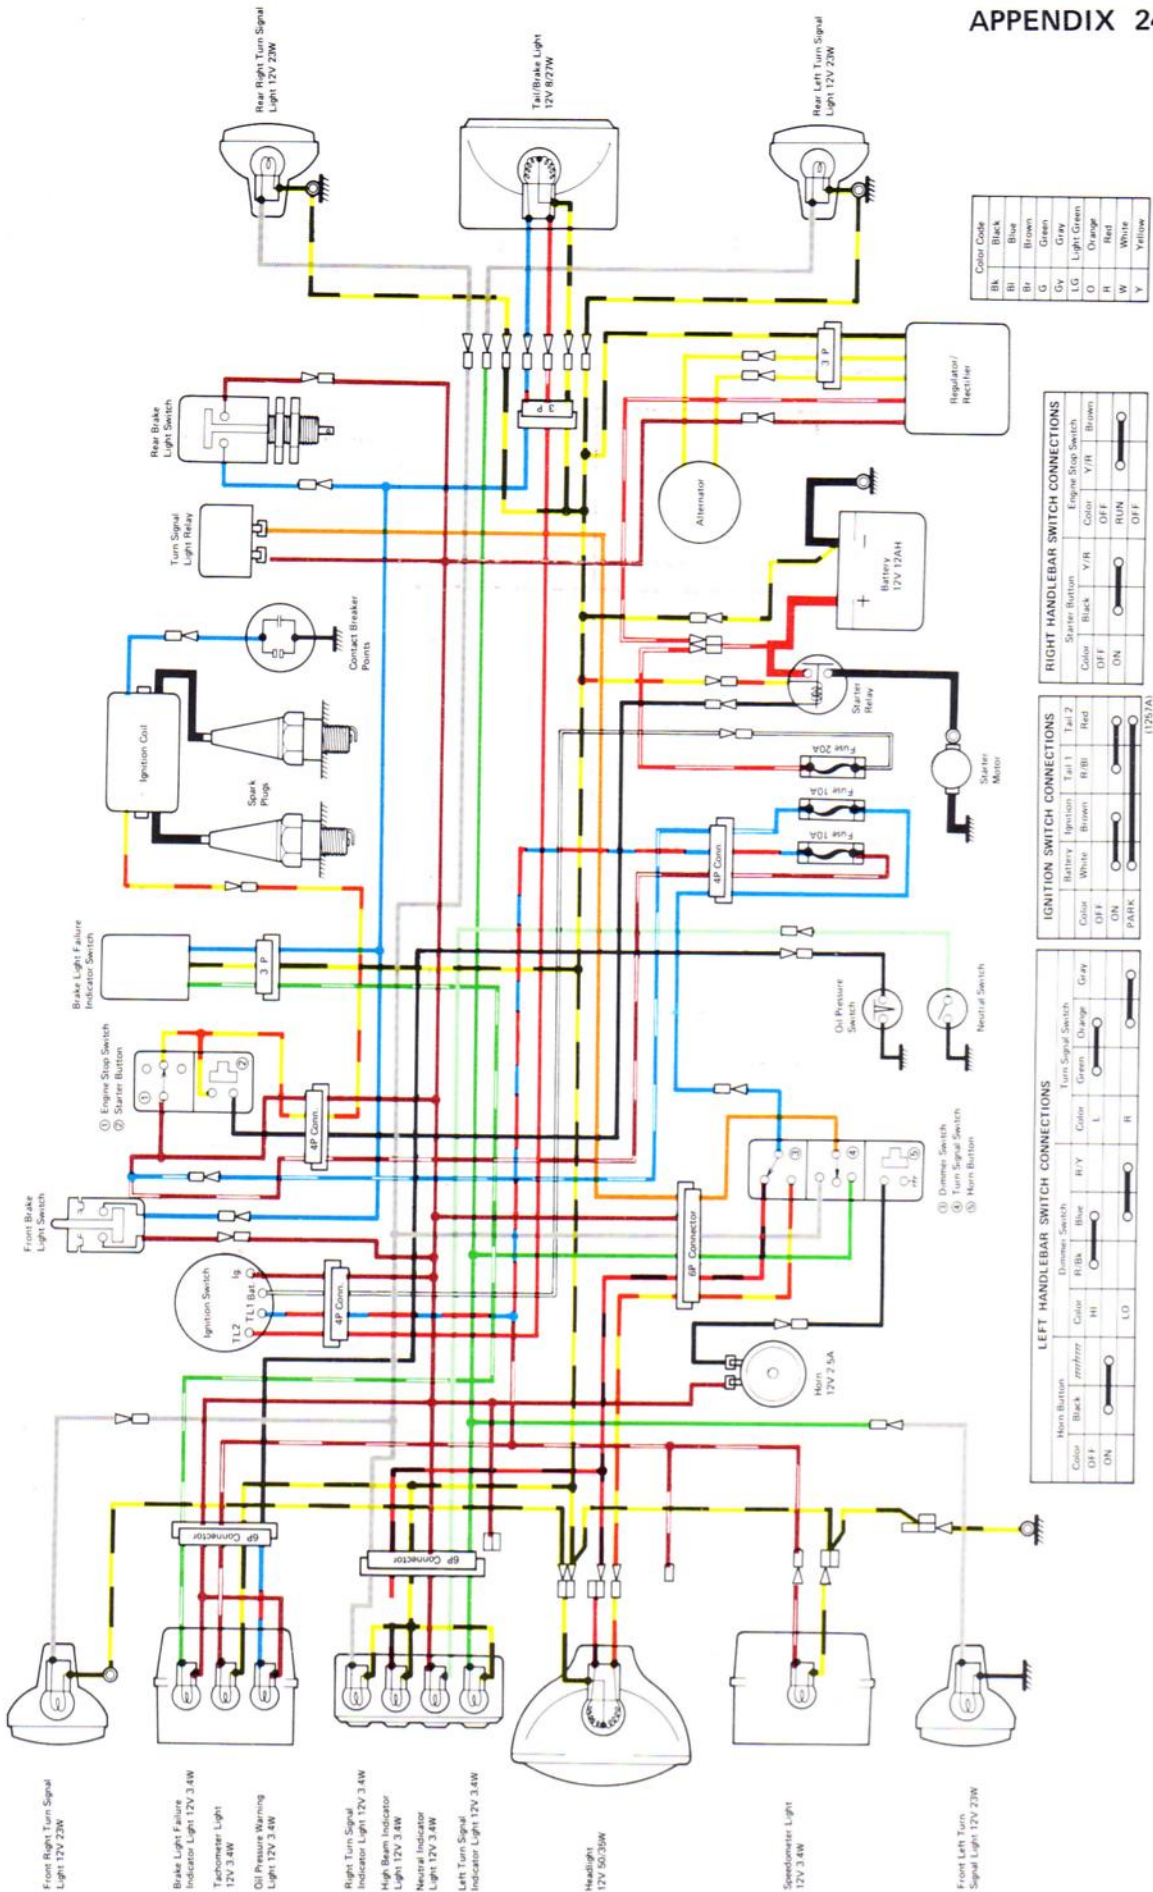 APPENDIX 24
Rear Right Turn Signal
Light 12V 23W
Tail/Brake Light
12V 8/27W
Rear Left Turn Signal
Light 12V 23W
Rear Brake
Light Switch
Turn Signal
Light Relay
Contact Breaker
Points
Ignition Coil
Spark
Plugs
Brake Light Failure
Indicator Switch
3 P
① Engine Stop Switch
② Starter Button
①
②
4P Conn.
Front Brake
Light Switch
Ignition Switch
TL2
TL1
Bat.
Ig.
4P Conn.
3 P
3 P
Regulator/
Rectifier
Alternator
Battery
12V 12AH
+
−
Starter
Relay
Starter
Motor
Fuse 20A
Fuse 10A
Fuse 10A
4P Conn.
Oil Pressure
Switch
Neutral Switch
③ Dimmer Switch
④ Turn Signal Switch
⑤ Horn Button
③
④
⑤
6P Connector
Horn
12V 2.5A
6P Connector
6P Connector
Front Right Turn Signal
Light 12V 23W
Brake Light Failure
Indicator Light 12V 3.4W
Tachometer Light
12V 3.4W
Oil Pressure Warning
Light 12V 3.4W
Right Turn Signal
Indicator Light 12V 3.4W
High Beam Indicator
Light 12V 3.4W
Neutral Indicator
Light 12V 3.4W
Left Turn Signal
Indicator Light 12V 3.4W
Headlight
12V 50/35W
Speedometer Light
12V 3.4W
Front Left Turn
Signal Light 12V 23W
Color Code
Bk Black
Bl Blue
Br Brown
G Green
Gy Gray
LG Light Green
O Orange
R Red
W White
Y Yellow
LEFT HANDLEBAR SWITCH CONNECTIONS
Horn Button Dimmer Switch Turn Signal Switch
Color Black Color R/Bk Blue R/Y Color Green Orange Gray
OFF HI L
ON LO R
IGNITION SWITCH CONNECTIONS
Battery Ignition Tail 1 Tail 2
Color White Brown R/Bl Red
OFF
ON
PARK
(1257A)
RIGHT HANDLEBAR SWITCH CONNECTIONS
Starter Button Engine Stop Switch
Color Black Y/R Color Y/R Brown
OFF OFF
ON RUN
OFF